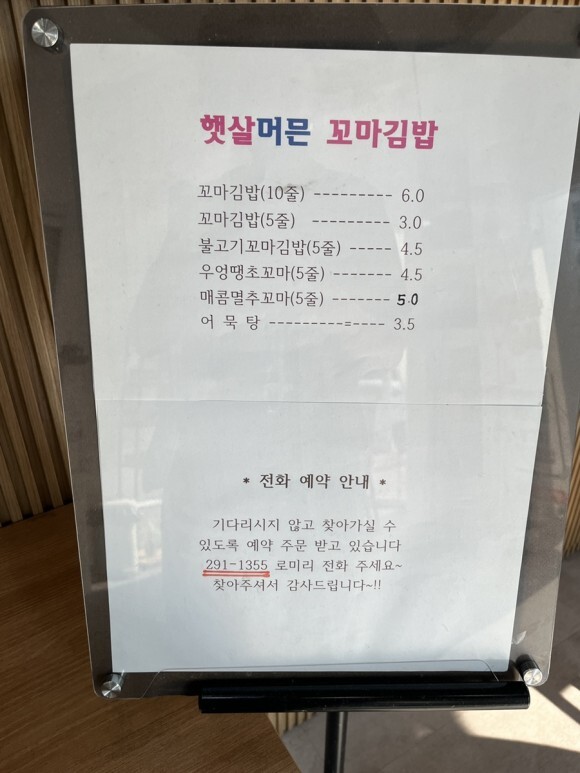 햇살머믄 꼬마김밥
꼬마김밥(10줄) --------- 6.0
꼬마김밥(5줄) --------- 3.0
불고기꼬마김밥(5줄) ----- 4.5
우엉땡초꼬마(5줄) ------- 4.5
매콤멸추꼬마(5줄) ------- 5.0
어 묵 탕 ---------=---- 3.5
* 전화 예약 안내 *
기다리시지 않고 찾아가실 수
있도록 예약 주문 받고 있습니다
291-1355 로미리 전화 주세요~
찾아주셔서 감사드립니다~!!